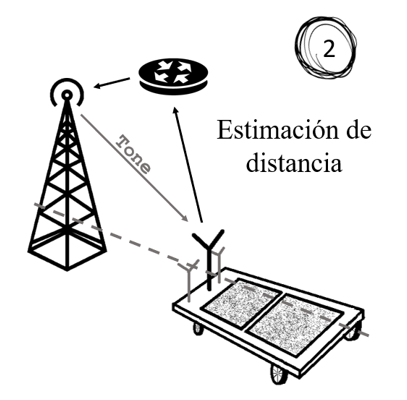 2
Estimación de
distancia
Tone